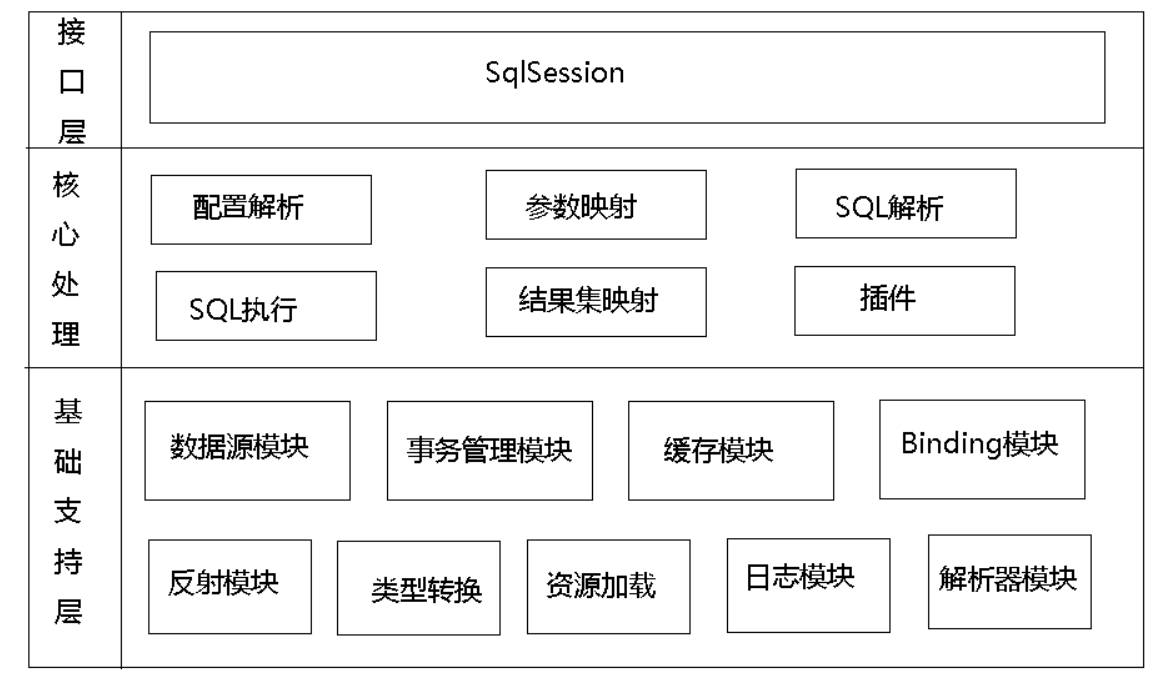 接口层
SqlSession
核心处理
配置解析
参数映射
SQL解析
SQL执行
结果集映射
插件
基础支持层
数据源模块
事务管理模块
缓存模块
Binding模块
反射模块
类型转换
资源加载
日志模块
解析器模块